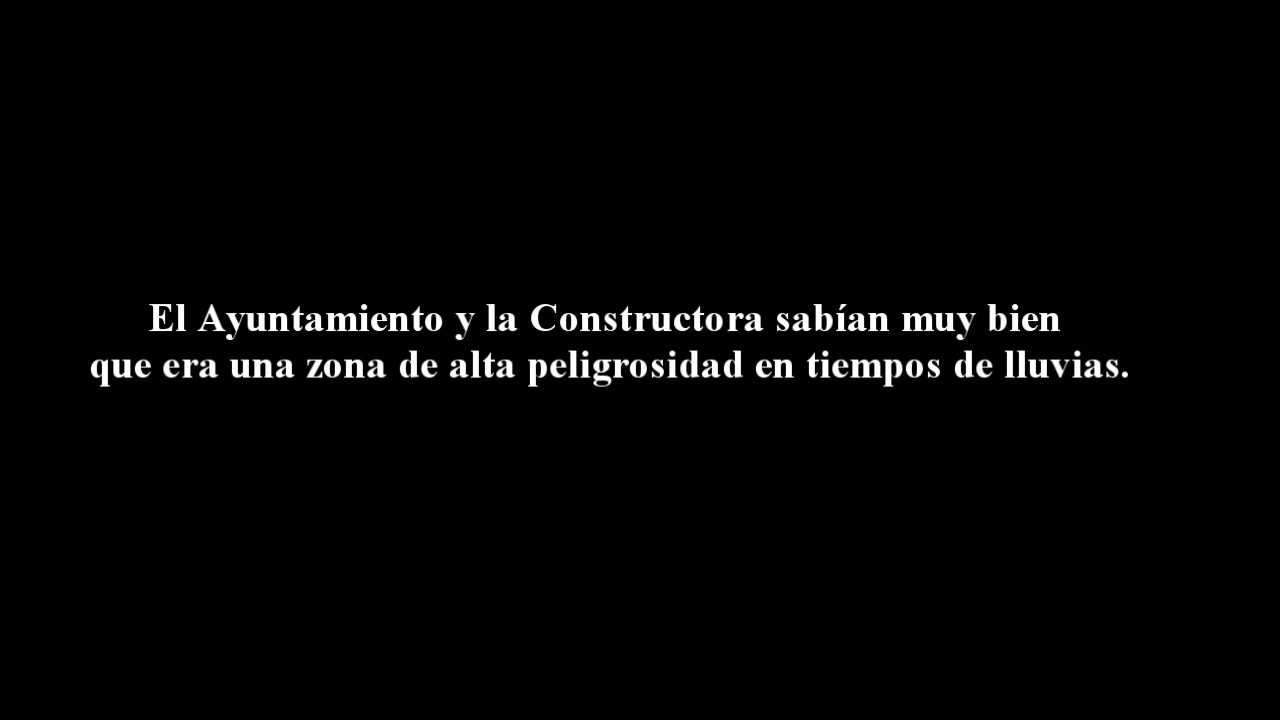 El Ayuntamiento y la Constructora sabían muy bien
que era una zona de alta peligrosidad en tiempos de lluvias.